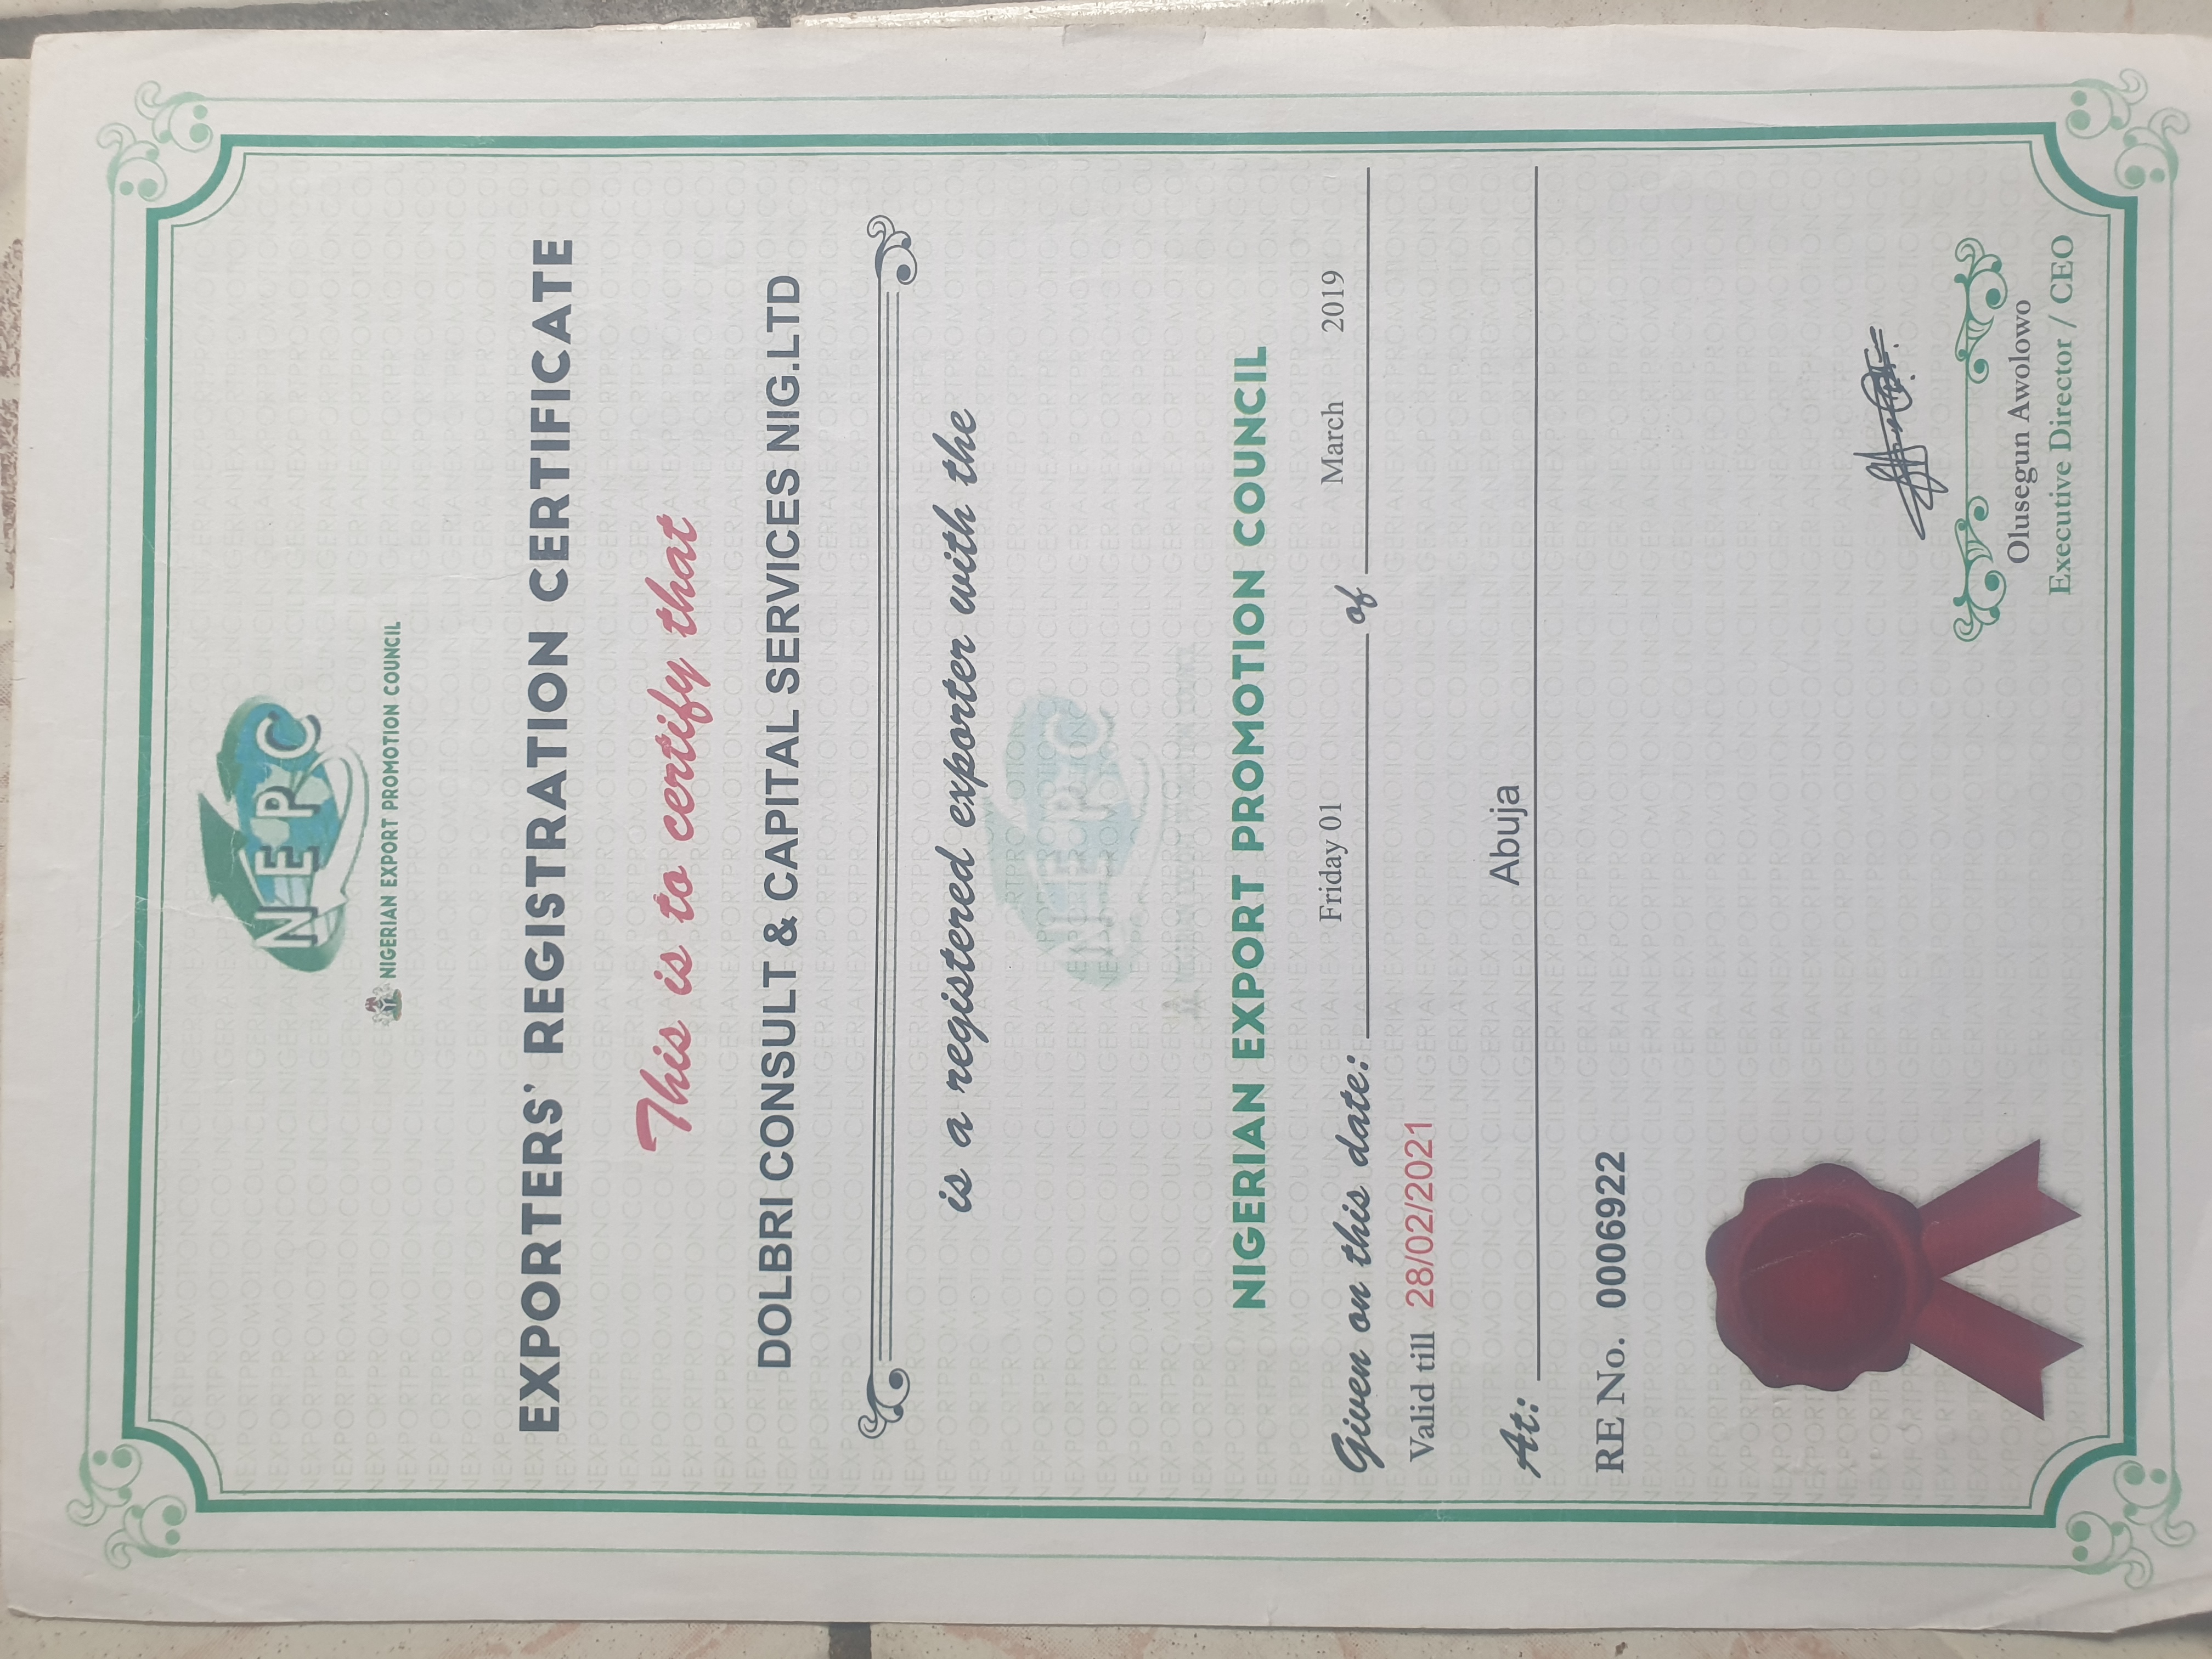 NEPC
NIGERIAN EXPORT PROMOTION COUNCIL
EXPORTERS' REGISTRATION CERTIFICATE
This is to certify that
DOLBRI CONSULT & CAPITAL SERVICES NIG.LTD
is a registered exporter with the
NEPC
NIGERIAN EXPORT PROMOTION COUNCIL
Given on this date: Friday 01 of March 2019
Valid till 28/02/2021
At: Abuja
RE No. 0006922
Olusegun Awolowo
Executive Director / CEO